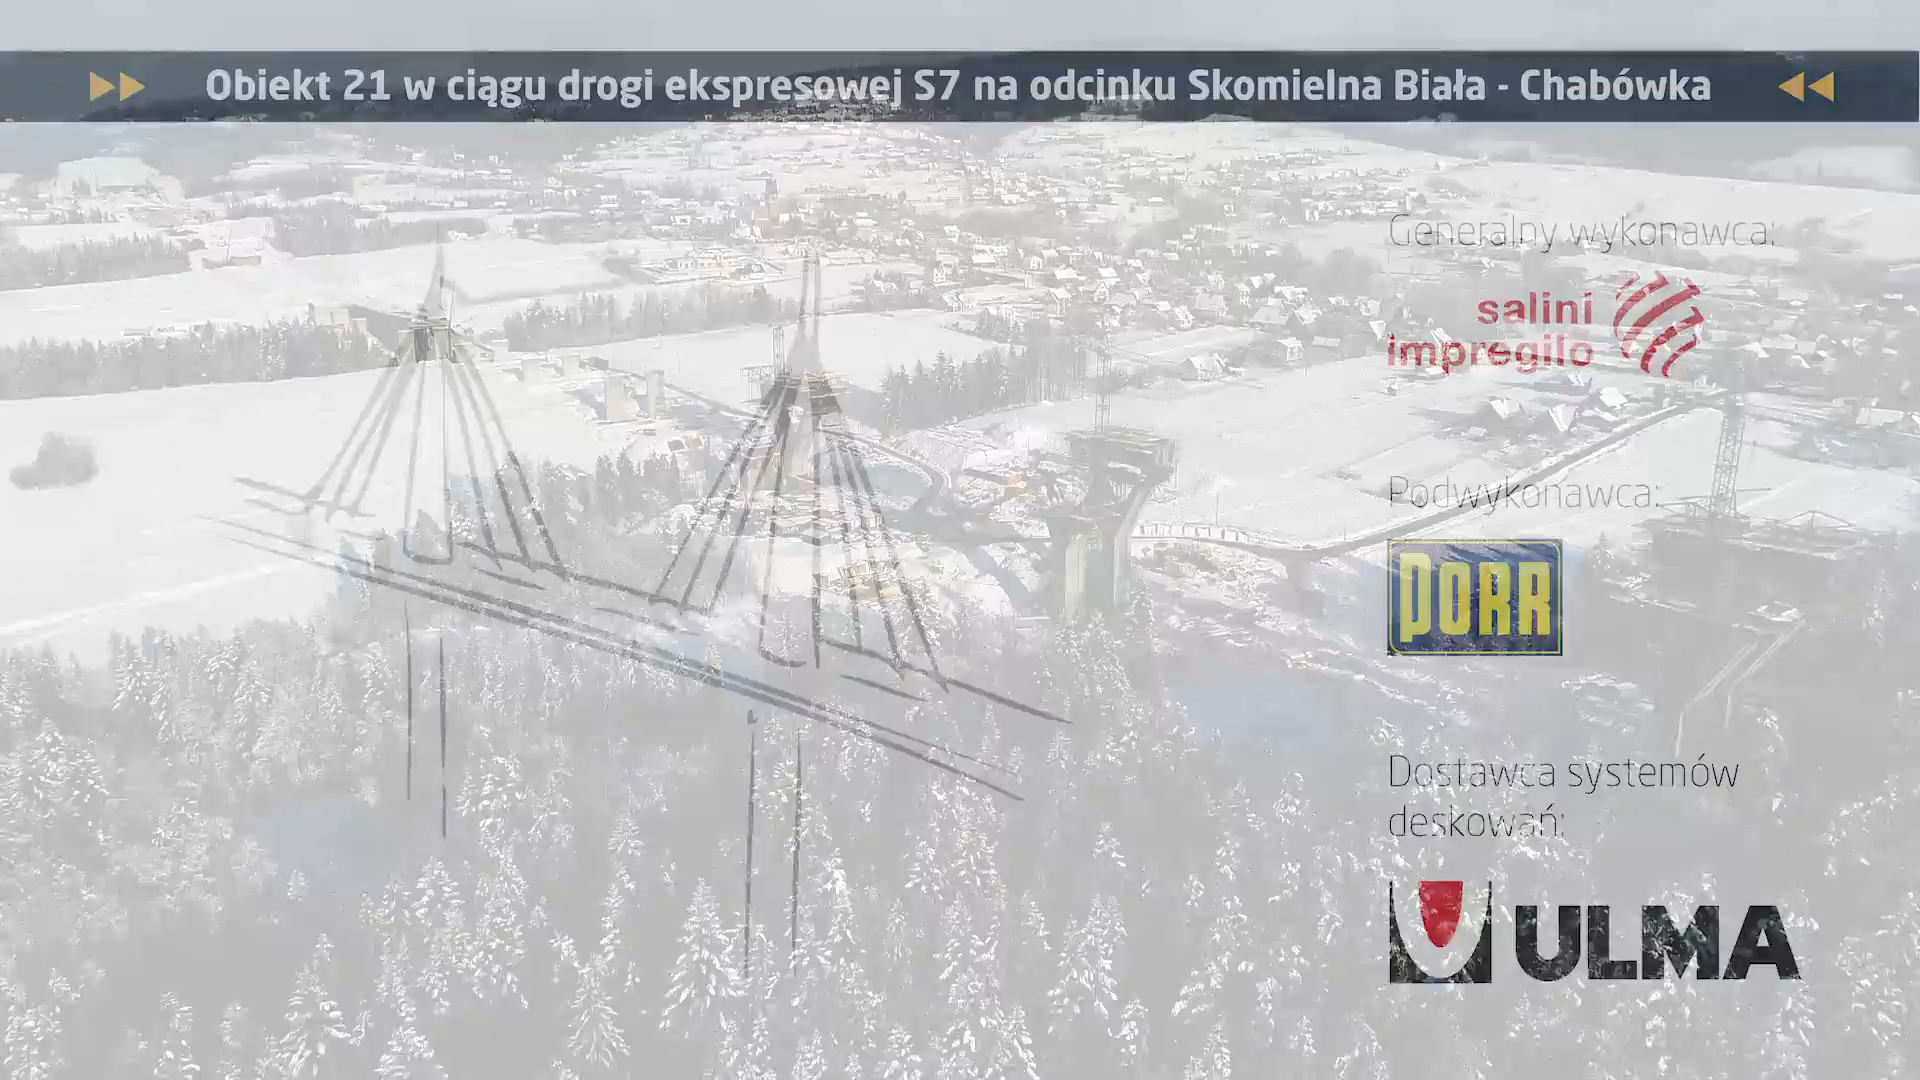 Obiekt 21 w ciągu drogi ekspresowej S7 na odcinku Skomielna Biała - Chabówka
Generalny wykonawca:
salini
impregilo
Podwykonawca:
PORR
Dostawca systemów
deskowań:
ULMA